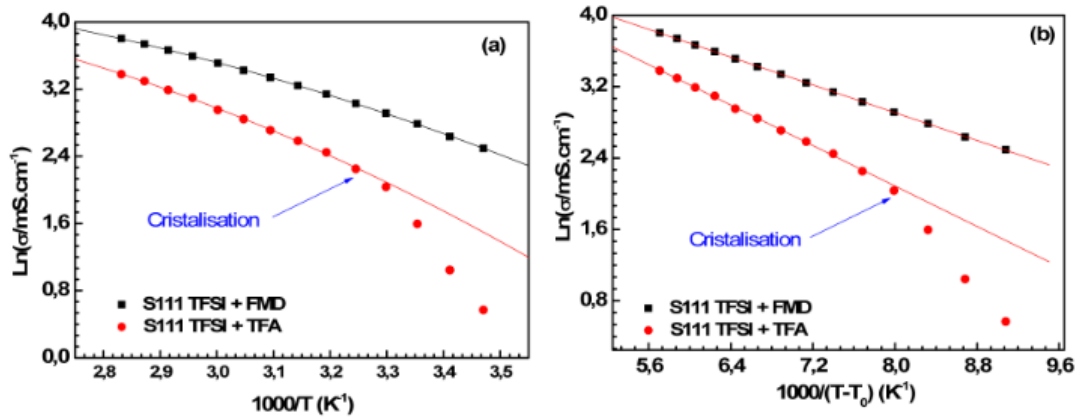 4,0
3,2
2,4
1,6
0,8
0,0
Ln(σ/mS.cm⁻¹)
(a)
Cristalisation
S111 TFSI + FMD
S111 TFSI + TFA
2,8 2,9 3,0 3,1 3,2 3,3 3,4 3,5
1000/T (K⁻¹)
4,0
3,2
2,4
1,6
0,8
Ln(σ/mS.cm⁻¹)
(b)
Cristalisation
S111 TFSI + FMD
S111 TFSI + TFA
5,6 6,4 7,2 8,0 8,8 9,6
1000/(T-T₀) (K⁻¹)